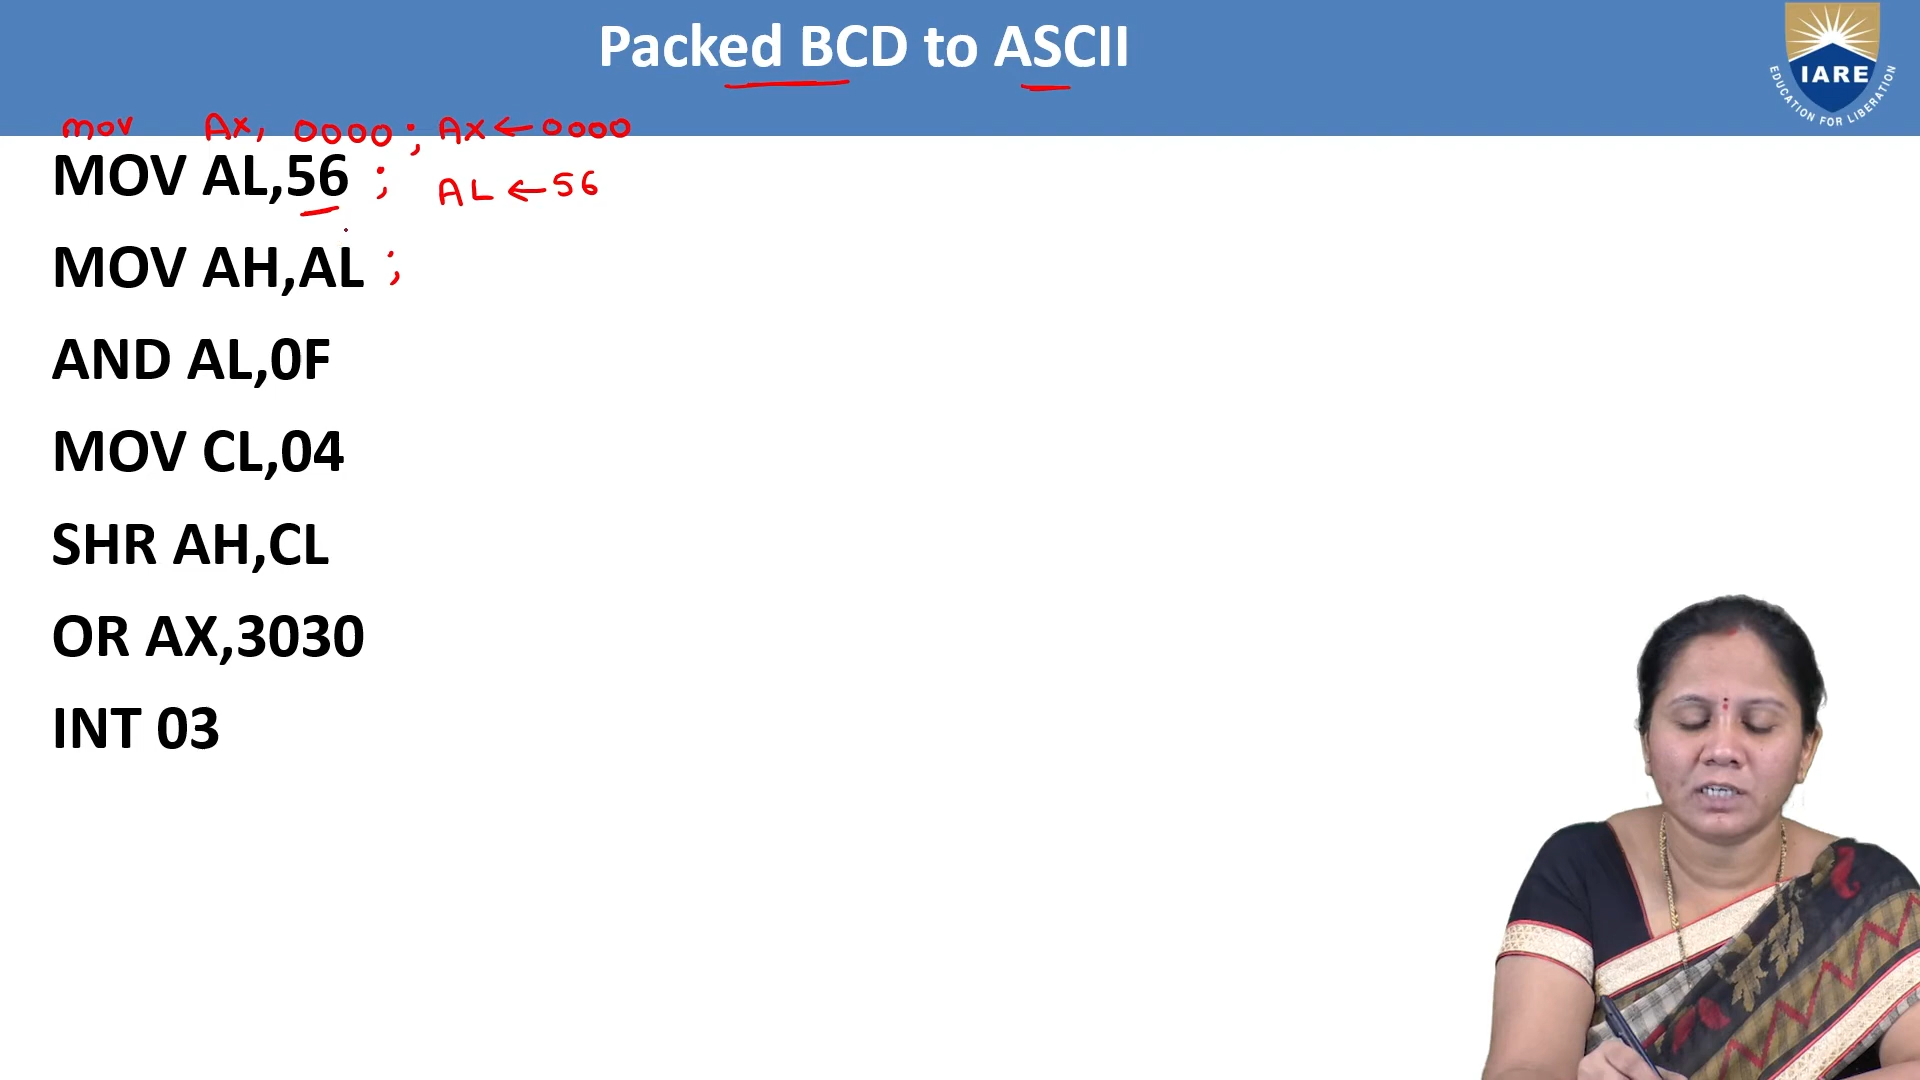 Packed BCD to ASCII
IARE
EDUCATION FOR LIBERATION
mov AX, 0000 ; AX ← 0000
MOV AL,56 ; AL ← 56
MOV AH,AL ;
AND AL,0F
MOV CL,04
SHR AH,CL
OR AX,3030
INT 03